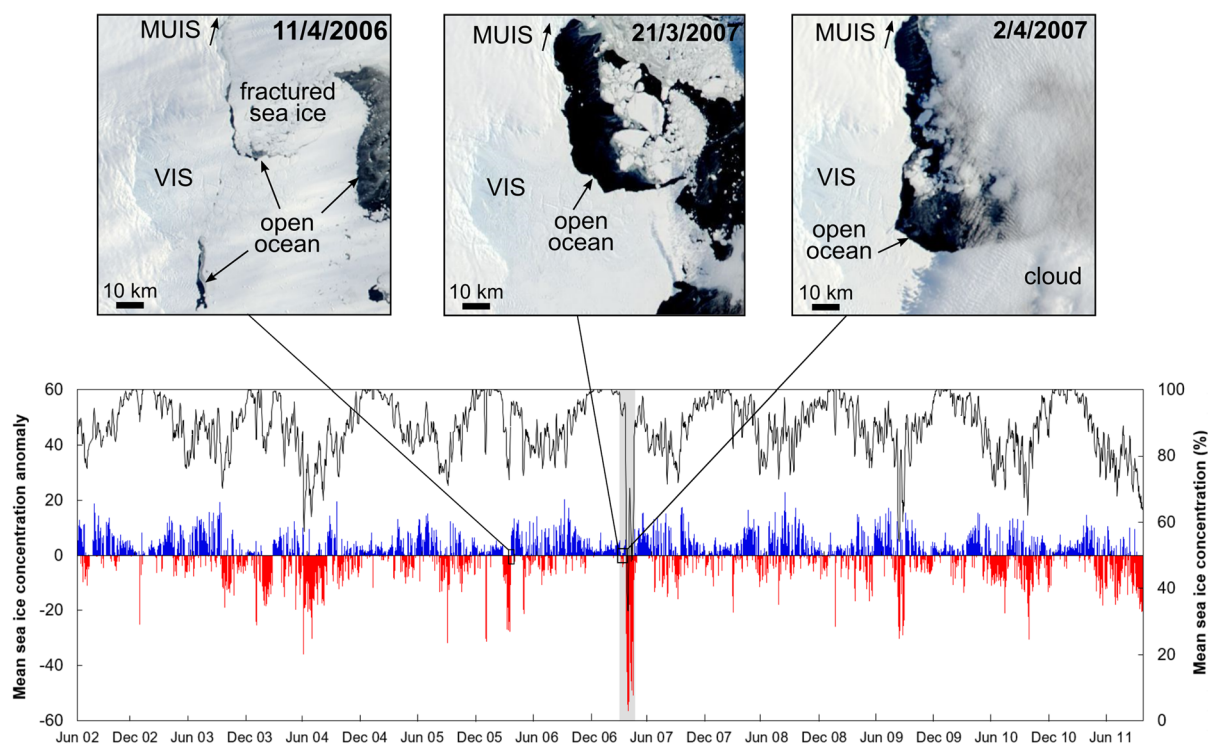 MUIS
11/4/2006
fractured
sea ice
VIS
open
ocean
10 km
MUIS
21/3/2007
VIS
open
ocean
10 km
MUIS
2/4/2007
VIS
open
ocean
cloud
10 km
Mean sea ice concentration anomaly
60
40
20
0
-20
-40
-60
100
80
60
40
20
0
Mean sea ice concentration (%)
Jun 02 Dec 02 Jun 03 Dec 03 Jun 04 Dec 04 Jun 05 Dec 05 Jun 06 Dec 06 Jun 07 Dec 07 Jun 08 Dec 08 Jun 09 Dec 09 Jun 10 Dec 10 Jun 11